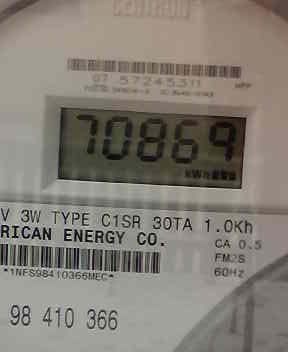 CENTRON
07 57245311
70869
kWh
V 3W TYPE C1SR 30TA 1.0Kh
RICAN ENERGY CO.
CA 0.5
FM2S
60Hz
*1NFS98410366MEC*
98 410 366